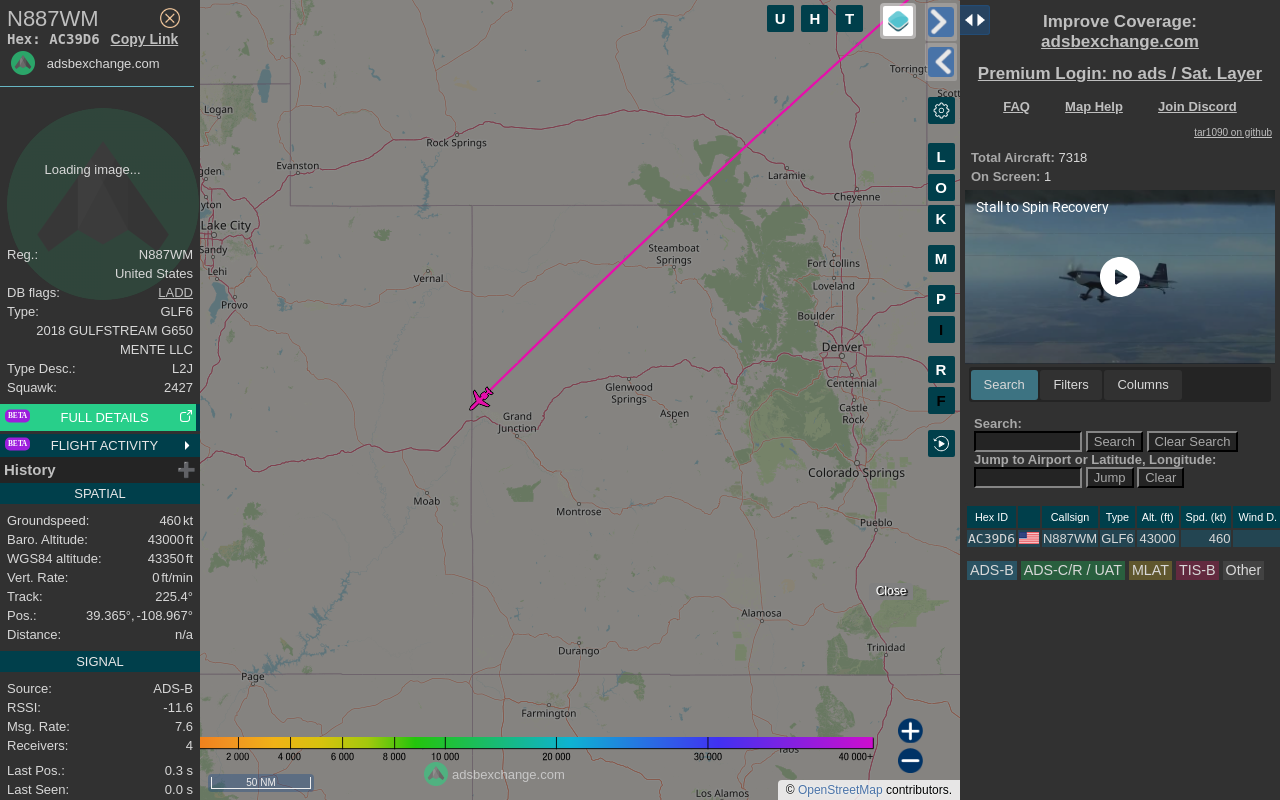 N887WM
Hex: AC39D6 Copy Link
adsbexchange.com
Loading image...
Reg.: N887WM
United States
DB flags: LADD
Type: GLF6
2018 GULFSTREAM G650
MENTE LLC
Type Desc.: L2J
Squawk: 2427
BETA FULL DETAILS
BETA FLIGHT ACTIVITY
History
SPATIAL
Groundspeed: 460 kt
Baro. Altitude: 43000 ft
WGS84 altitude: 43350 ft
Vert. Rate: 0 ft/min
Track: 225.4°
Pos.: 39.365°, -108.967°
Distance: n/a
SIGNAL
Source: ADS-B
RSSI: -11.6
Msg. Rate: 7.6
Receivers: 4
Last Pos.: 0.3 s
Last Seen: 0.0 s
U H T
Torringt
Scott
Logan
Rock Springs
Evanston
gden
Laramie
Cheyenne
yton
Lake City
Sandy
Lehi
Provo
Vernal
Steamboat
Springs
Fort Collins
Loveland
Boulder
Denver
Centennial
Castle
Rock
Glenwood
Springs
Aspen
Grand
Junction
Colorado Springs
Moab
Montrose
Pueblo
Close
Alamosa
Durango
Trinidad
Page
Farmington
Taos
Los Alamos
L
O
K
M
P
I
R
F
2 000 4 000 6 000 8 000 10 000 20 000 30 000 40 000+
adsbexchange.com
50 NM
© OpenStreetMap contributors.
Improve Coverage:
adsbexchange.com
Premium Login: no ads / Sat. Layer
FAQ Map Help Join Discord
tar1090 on github
Total Aircraft: 7318
On Screen: 1
Stall to Spin Recovery
Search Filters Columns
Search:
Search Clear Search
Jump to Airport or Latitude, Longitude:
Jump Clear
Hex ID Callsign Type Alt. (ft) Spd. (kt) Wind D.
AC39D6 N887WM GLF6 43000 460
ADS-B ADS-C/R / UAT MLAT TIS-B Other